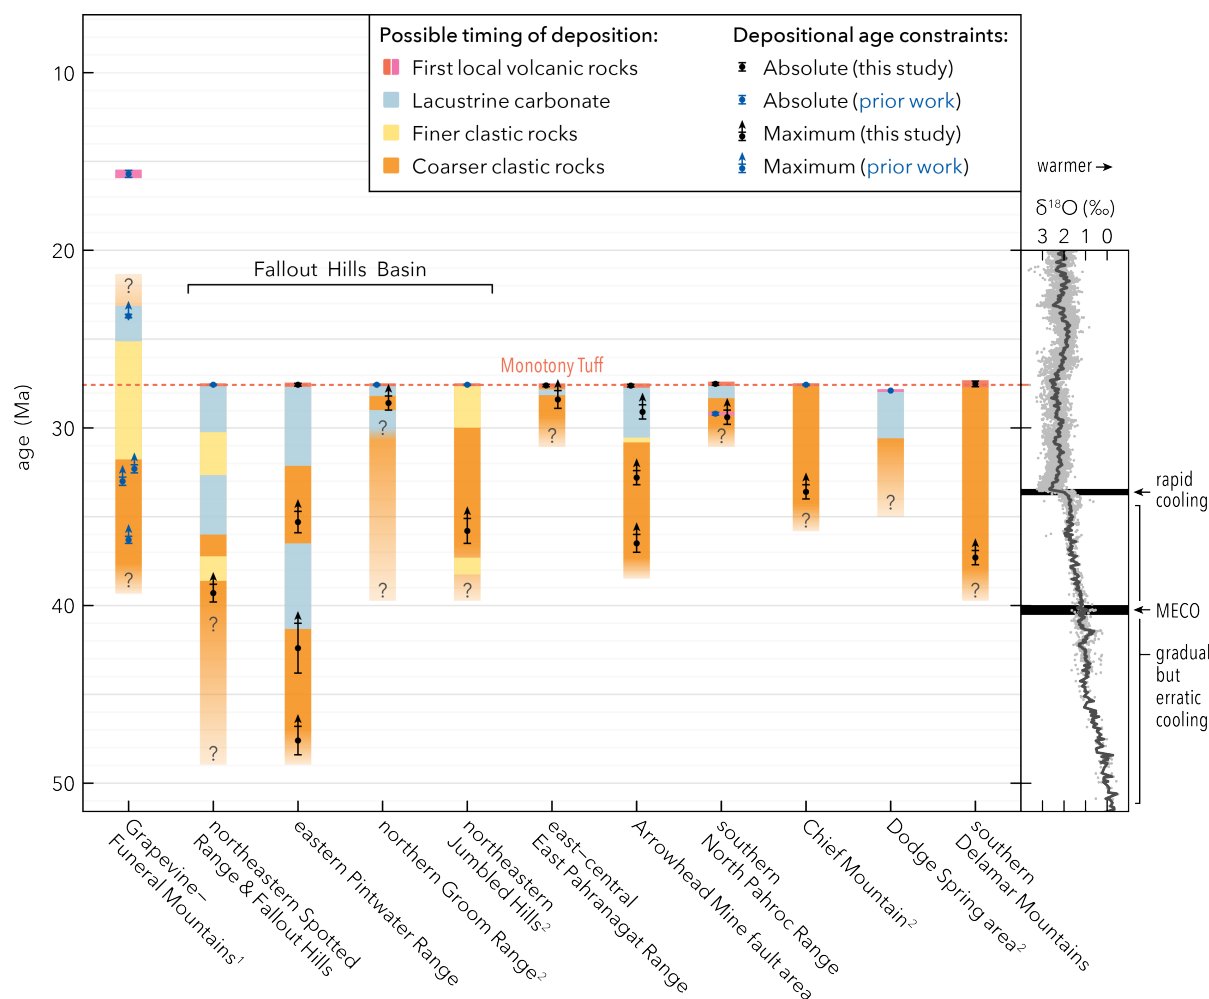 Possible timing of deposition:
First local volcanic rocks
Lacustrine carbonate
Finer clastic rocks
Coarser clastic rocks
Depositional age constraints:
Absolute (this study)
Absolute (prior work)
Maximum (this study)
Maximum (prior work)
warmer
δ18O (‰)
3 2 1 0
age (Ma)
10
20
30
40
50
Fallout Hills Basin
Monotony Tuff
?
?
?
?
?
?
?
?
?
?
?
?
rapid
cooling
MECO
gradual
but
erratic
cooling
Grapevine–
Funeral Mountains1
northeastern Spotted
Range & Fallout Hills
eastern Pintwater Range
northern Groom Range2
northeastern
Jumbled Hills2
east–central
East Pahranagat Range
Arrowhead Mine fault area
southern
North Pahroc Range
Chief Mountain2
Dodge Spring area2
southern
Delamar Mountains